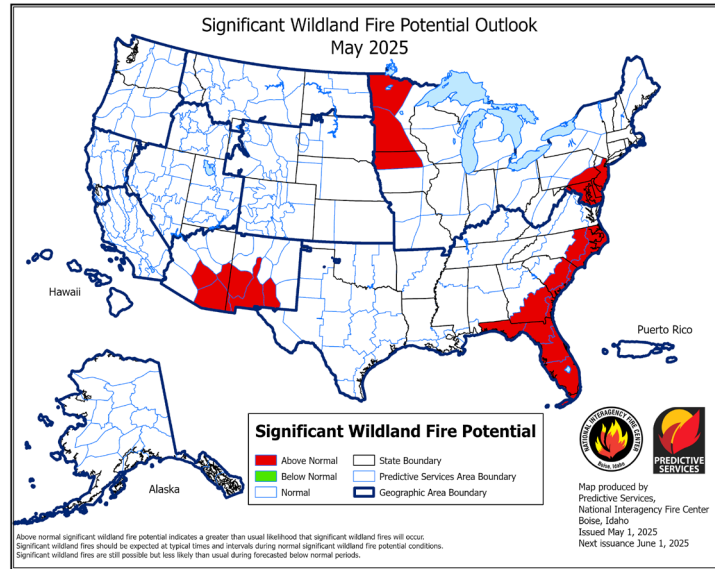 Significant Wildland Fire Potential Outlook
May 2025
Hawaii
Puerto Rico
Alaska
Significant Wildland Fire Potential
Above Normal
Below Normal
Normal
State Boundary
Predictive Services Area Boundary
Geographic Area Boundary
NATIONAL INTERAGENCY FIRE CENTER
Boise, Idaho
PREDICTIVE
SERVICES
Map produced by
Predictive Services,
National Interagency Fire Center
Boise, Idaho
Issued May 1, 2025
Next issuance June 1, 2025
Above normal significant wildland fire potential indicates a greater than usual likelihood that significant wildland fires will occur.
Significant wildland fires should be expected at typical times and intervals during normal significant wildland fire potential conditions.
Significant wildland fires are still possible but less likely than usual during forecasted below normal periods.